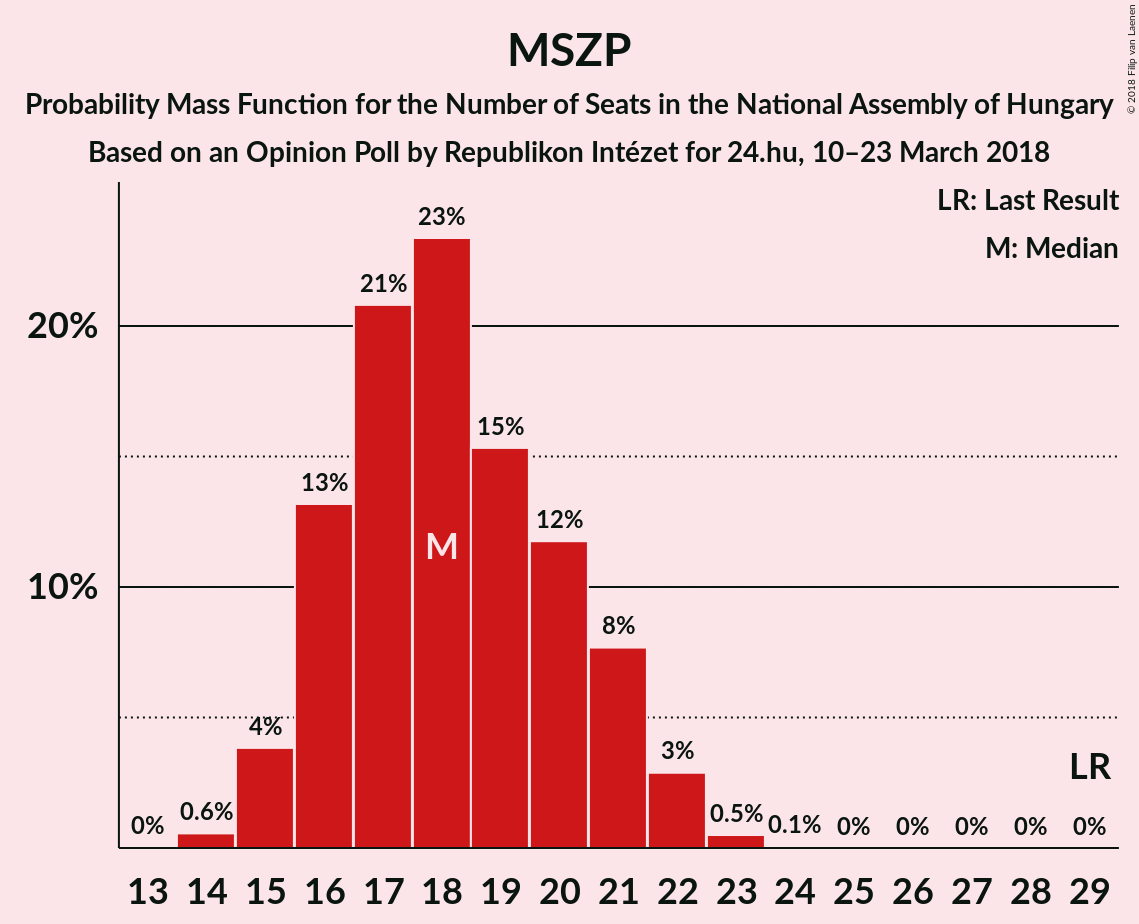 MSZP
Probability Mass Function for the Number of Seats in the National Assembly of Hungary
Based on an Opinion Poll by Republikon Intézet for 24.hu, 10–23 March 2018
© 2018 Filip van Laenen
LR: Last Result
M: Median
20%
10%
0%
0.6%
4%
13%
21%
23%
15%
12%
8%
3%
0.5%
0.1%
0%
0%
0%
0%
0%
M
LR
13 14 15 16 17 18 19 20 21 22 23 24 25 26 27 28 29